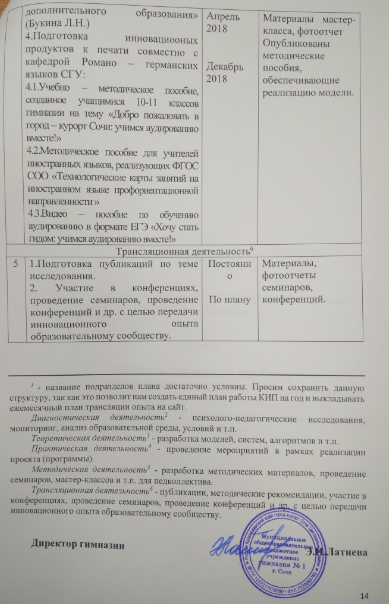 дополнительного образования»
(Букина Л.Н.)
4.Подготовка инновационных
продуктов к печати совместно с
кафедрой Романо – германских
языков СГУ:
4.1.Учебно – методическое пособие,
созданное учащимися 10-11 классов
гимназии на тему «Добро пожаловать в
город – курорт Сочи: учимся аудированию
вместе!»
4.2.Методическое пособие для учителей
иностранных языков, реализующих ФГОС
СОО «Технологические карты занятий на
иностранном языке профориентационной
направленности»
4.3.Видео – пособие по обучению
аудированию в формате ЕГЭ «Хочу стать
гидом: учимся аудированию вместе!»
Апрель
2018
Декабрь
2018
Материалы мастер-
класса, фотоотчет
Опубликованы
методические
пособия,
обеспечивающие
реализацию модели.
Трансляционная деятельность6
5
1.Подготовка публикаций по теме
исследования.
2. Участие в конференциях,
проведение семинаров, проведение
конференций и др. с целью передачи
инновационного опыта
образовательному сообществу.
Постоянн
о
По плану
Материалы,
фотоотчеты
семинаров,
конференций.
1 - название подразделов плана достаточно условны. Просим сохранить данную
структуру, так как это позволит нам создать единый план работы КИП на год и выкладывать
ежемесячный план трансляции опыта на сайт.
Диагностическая деятельность2 - психолого-педагогические исследования,
мониторинг, анализ образовательной среды, условий и т.п.
Теоретическая деятельность3 - разработка моделей, систем, алгоритмов и т.п.
Практическая деятельность4 - проведение мероприятий в рамках реализации
проекта (программы).
Методическая деятельность5 - разработка методических материалов, проведение
семинаров, мастер-классов и т.п. для педколлектива.
Трансляционная деятельность6 - публикации, методические рекомендации, участие в
конференциях, проведение семинаров, проведение конференций и др. с целью передачи
инновационного опыта образовательному сообществу.
Директор гимназии
Э.И.Латиева
Муниципальное
общеобразовательное
бюджетное
учреждение
гимназия № 1
г. Сочи
14